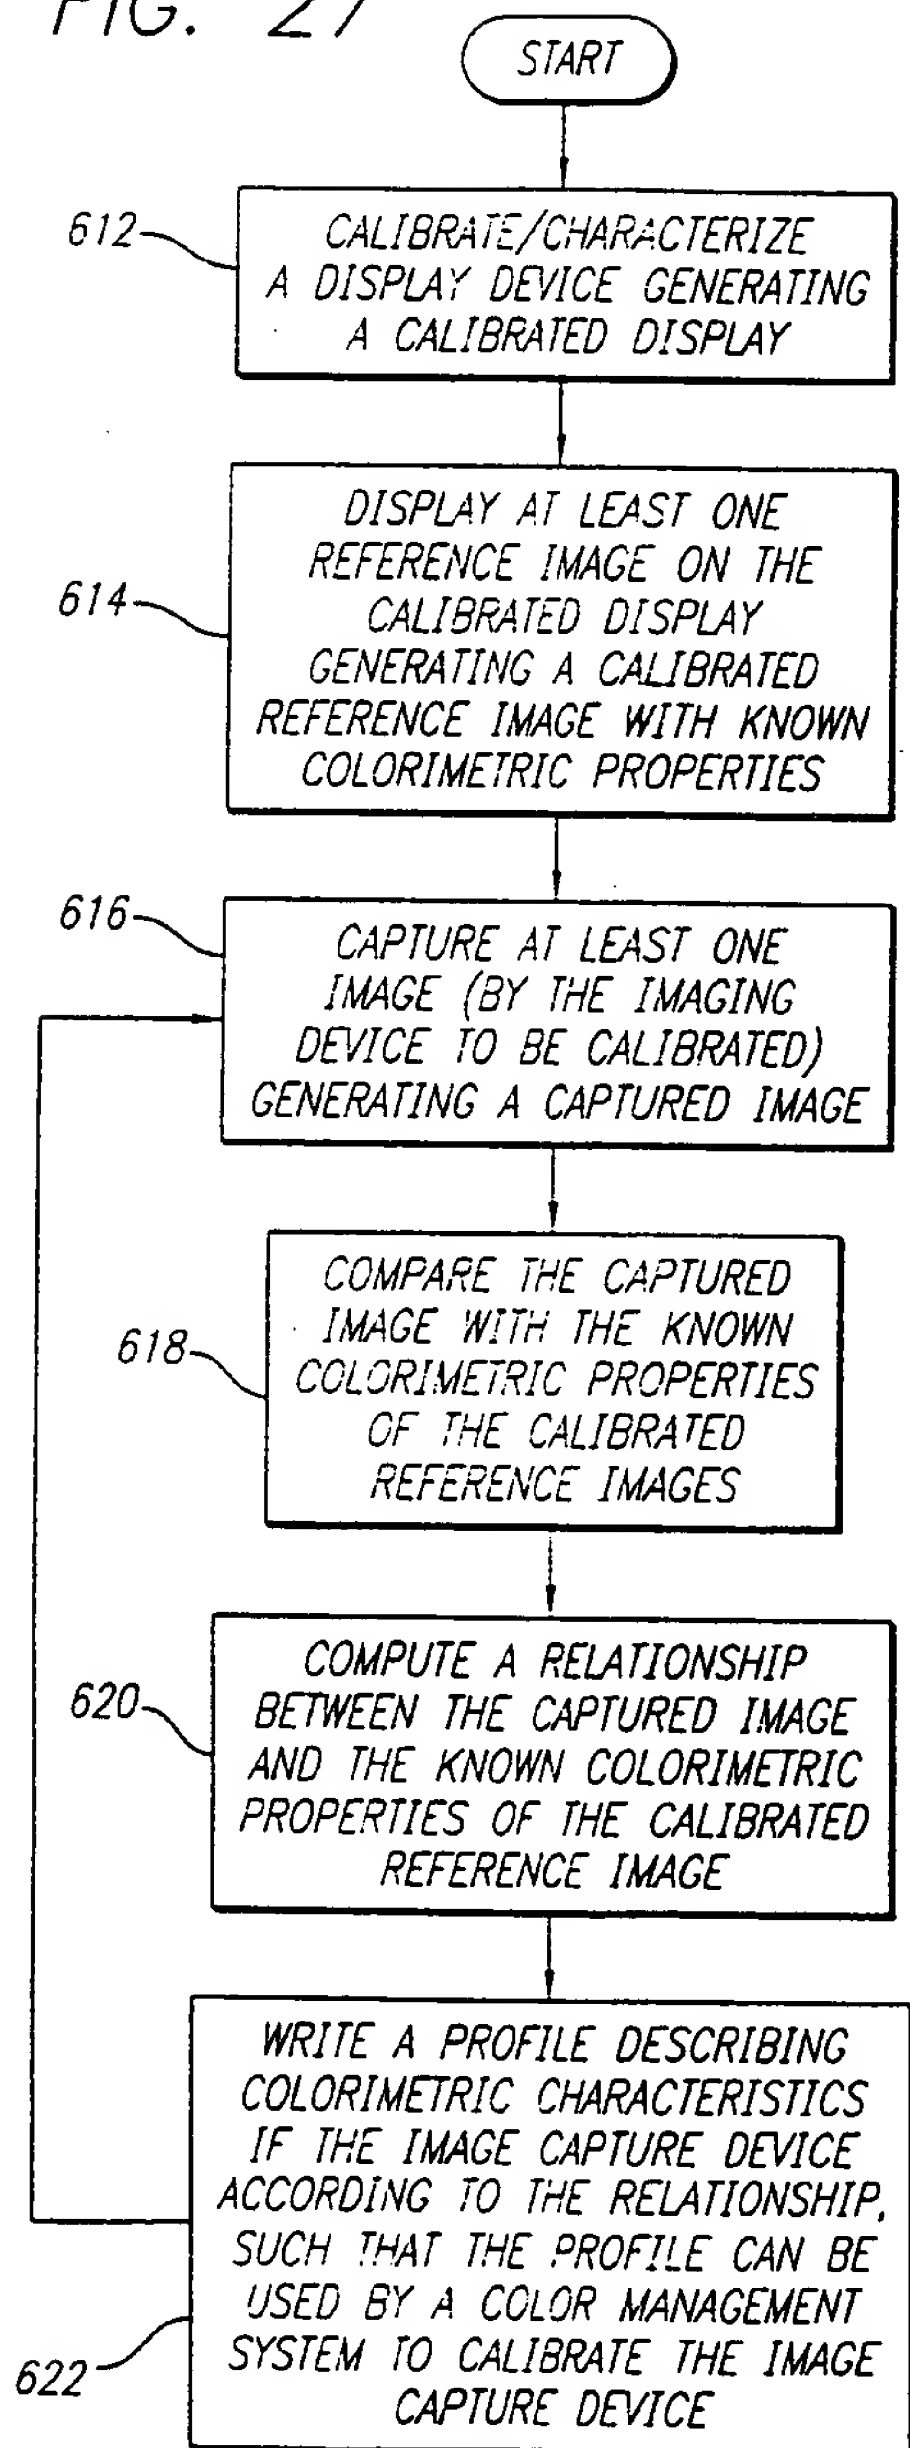 FIG. 27
START
612
CALIBRATE/CHARACTERIZE
A DISPLAY DEVICE GENERATING
A CALIBRATED DISPLAY
614
DISPLAY AT LEAST ONE
REFERENCE IMAGE ON THE
CALIBRATED DISPLAY
GENERATING A CALIBRATED
REFERENCE IMAGE WITH KNOWN
COLORIMETRIC PROPERTIES
616
CAPTURE AT LEAST ONE
IMAGE (BY THE IMAGING
DEVICE TO BE CALIBRATED)
GENERATING A CAPTURED IMAGE
618
COMPARE THE CAPTURED
IMAGE WITH THE KNOWN
COLORIMETRIC PROPERTIES
OF THE CALIBRATED
REFERENCE IMAGES
620
COMPUTE A RELATIONSHIP
BETWEEN THE CAPTURED IMAGE
AND THE KNOWN COLORIMETRIC
PROPERTIES OF THE CALIBRATED
REFERENCE IMAGE
622
WRITE A PROFILE DESCRIBING
COLORIMETRIC CHARACTERISTICS
IF THE IMAGE CAPTURE DEVICE
ACCORDING TO THE RELATIONSHIP,
SUCH THAT THE PROFILE CAN BE
USED BY A COLOR MANAGEMENT
SYSTEM TO CALIBRATE THE IMAGE
CAPTURE DEVICE